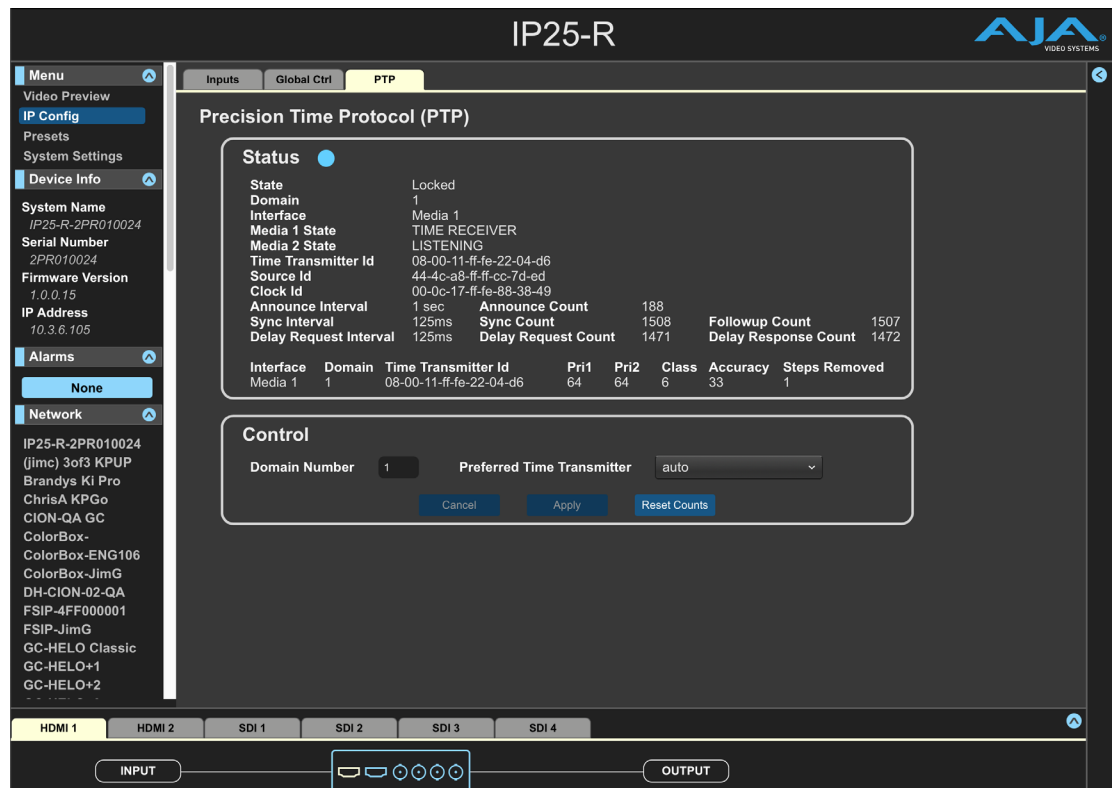 IP25-R
AJA
VIDEO SYSTEMS
Menu
Video Preview
IP Config
Presets
System Settings
Device Info
System Name
IP25-R-2PR010024
Serial Number
2PR010024
Firmware Version
1.0.0.15
IP Address
10.3.6.105
Alarms
None
Network
IP25-R-2PR010024
(jimc) 3of3 KPUP
Brandys Ki Pro
ChrisA KPGo
CION-QA GC
ColorBox-
ColorBox-ENG106
ColorBox-JimG
DH-CION-02-QA
FSIP-4FF000001
FSIP-JimG
GC-HELO Classic
GC-HELO+1
GC-HELO+2
Inputs Global Ctrl PTP
Precision Time Protocol (PTP)
Status
State Locked
Domain 1
Interface Media 1
Media 1 State TIME RECEIVER
Media 2 State LISTENING
Time Transmitter Id 08-00-11-ff-fe-22-04-d6
Source Id 44-4c-a8-ff-ff-cc-7d-ed
Clock Id 00-0c-17-ff-fe-88-38-49
Announce Interval 1 sec Announce Count 188
Sync Interval 125ms Sync Count 1508 Followup Count 1507
Delay Request Interval 125ms Delay Request Count 1471 Delay Response Count 1472
Interface Domain Time Transmitter Id Pri1 Pri2 Class Accuracy Steps Removed
Media 1 1 08-00-11-ff-fe-22-04-d6 64 64 6 33 1
Control
Domain Number 1 Preferred Time Transmitter auto
Cancel Apply Reset Counts
HDMI 1 HDMI 2 SDI 1 SDI 2 SDI 3 SDI 4
INPUT OUTPUT